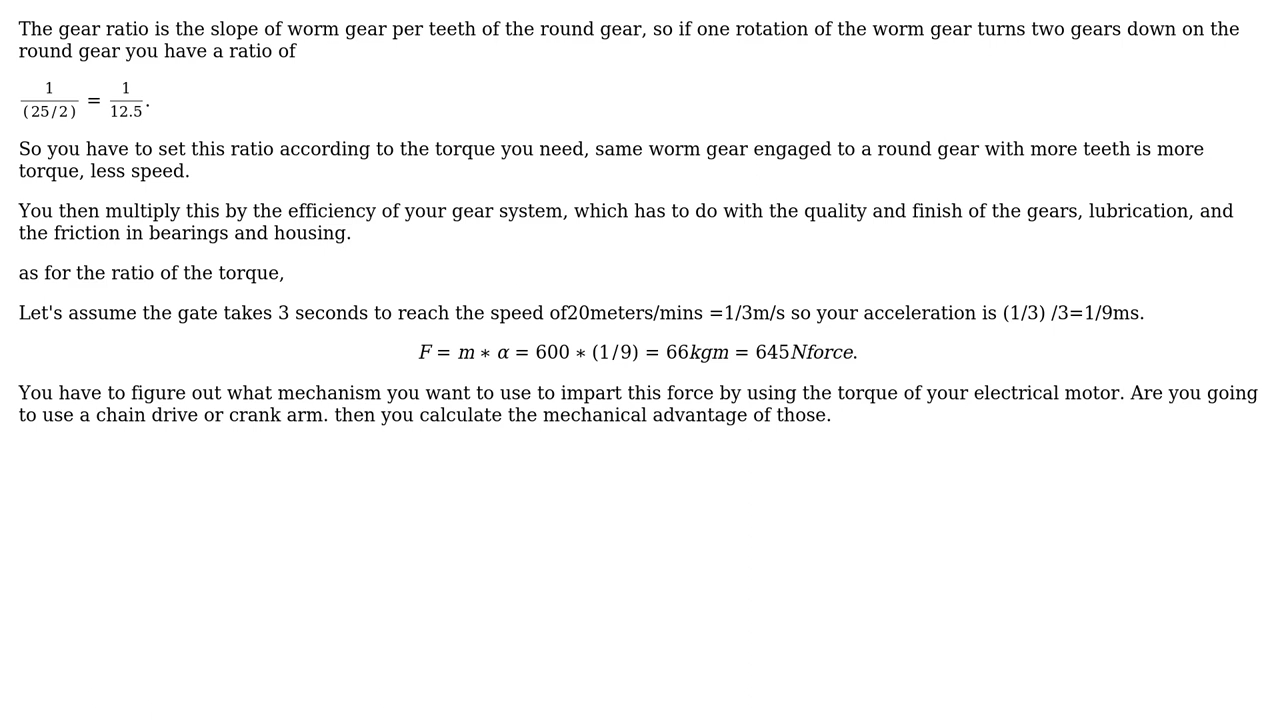 The gear ratio is the slope of worm gear per teeth of the round gear, so if one rotation of the worm gear turns two gears down on the
round gear you have a ratio of
1/(25/2) = 1/12.5.
So you have to set this ratio according to the torque you need, same worm gear engaged to a round gear with more teeth is more
torque, less speed.
You then multiply this by the efficiency of your gear system, which has to do with the quality and finish of the gears, lubrication, and
the friction in bearings and housing.
as for the ratio of the torque,
Let's assume the gate takes 3 seconds to reach the speed of20meters/mins =1/3m/s so your acceleration is (1/3) /3=1/9ms.
F = m ∗ α = 600 ∗ (1/9) = 66kgm = 645Nforce.
You have to figure out what mechanism you want to use to impart this force by using the torque of your electrical motor. Are you going
to use a chain drive or crank arm. then you calculate the mechanical advantage of those.